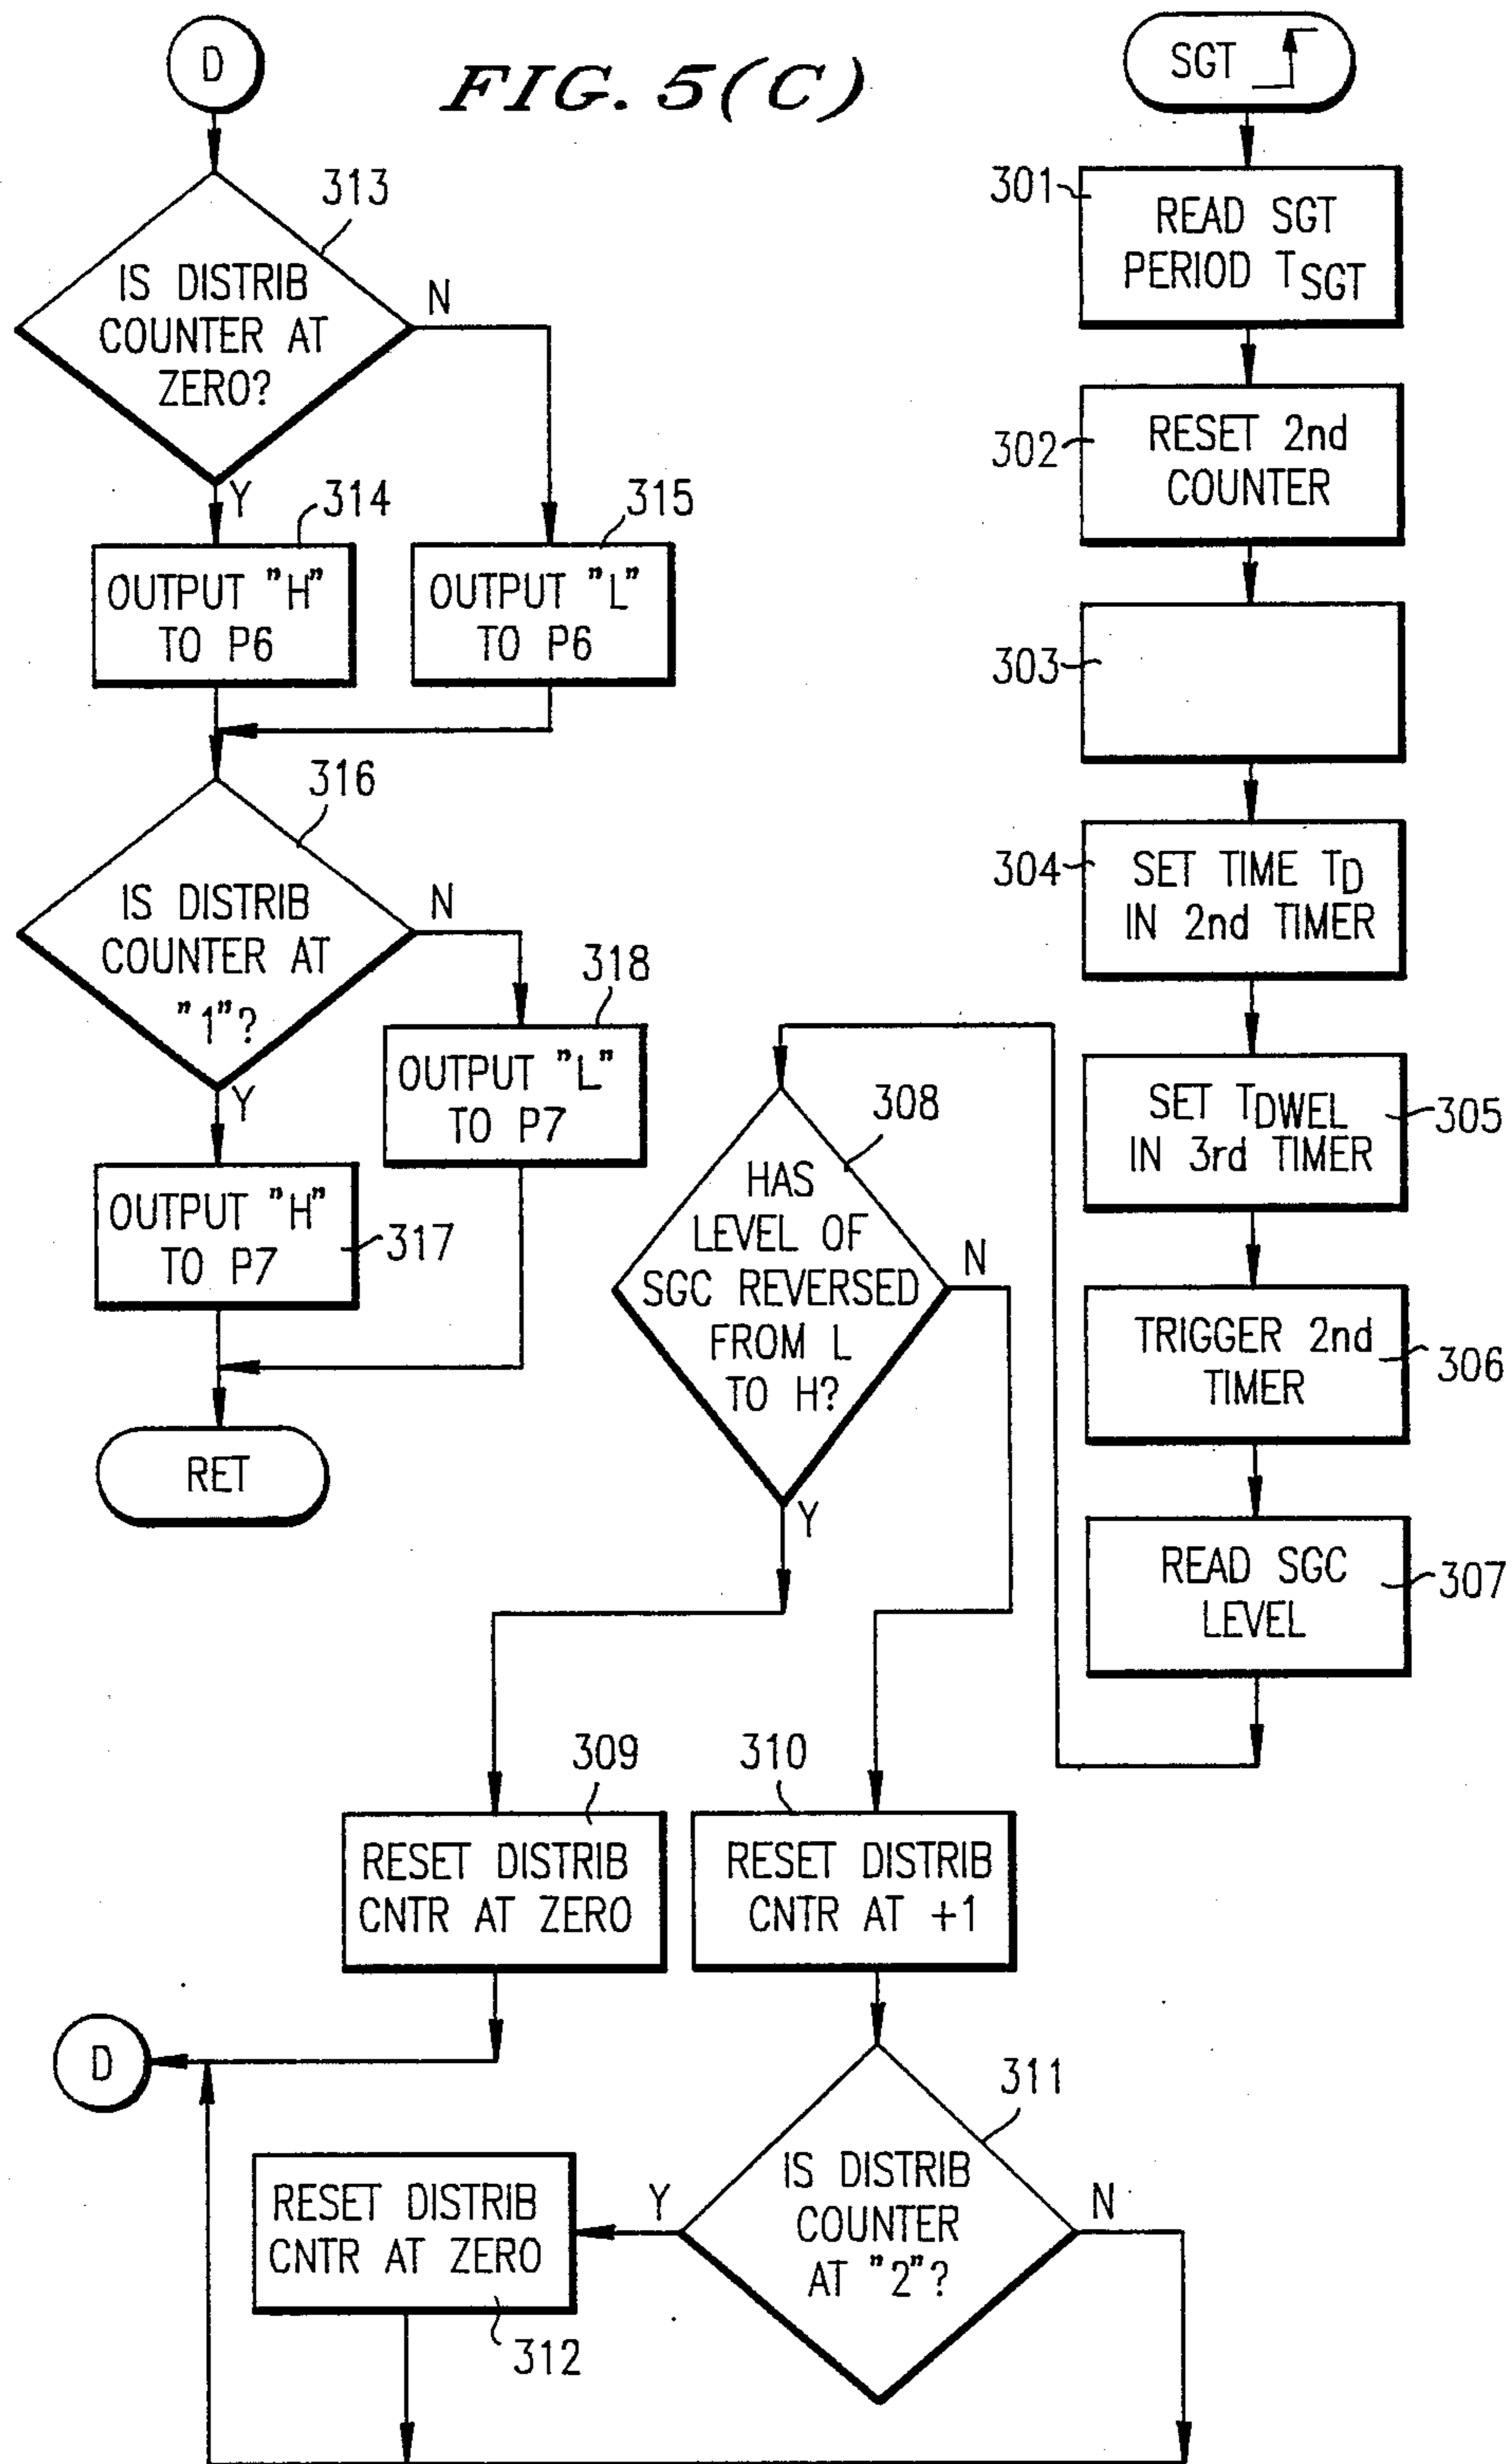 FIG. 5(C)
D
313
IS DISTRIB
COUNTER AT
ZERO?
N
Y
314
OUTPUT "H"
TO P6
315
OUTPUT "L"
TO P6
316
IS DISTRIB
COUNTER AT
"1"?
N
Y
318
OUTPUT "L"
TO P7
OUTPUT "H"
TO P7
317
RET
SGT
301
READ SGT
PERIOD TSGT
302
RESET 2nd
COUNTER
303
304
SET TIME TD
IN 2nd TIMER
SET TDWEL
IN 3rd TIMER
305
TRIGGER 2nd
TIMER
306
READ SGC
LEVEL
307
308
HAS
LEVEL OF
SGC REVERSED
FROM L
TO H?
N
Y
309
RESET DISTRIB
CNTR AT ZERO
310
RESET DISTRIB
CNTR AT +1
D
311
IS DISTRIB
COUNTER
AT "2"?
Y
N
RESET DISTRIB
CNTR AT ZERO
312